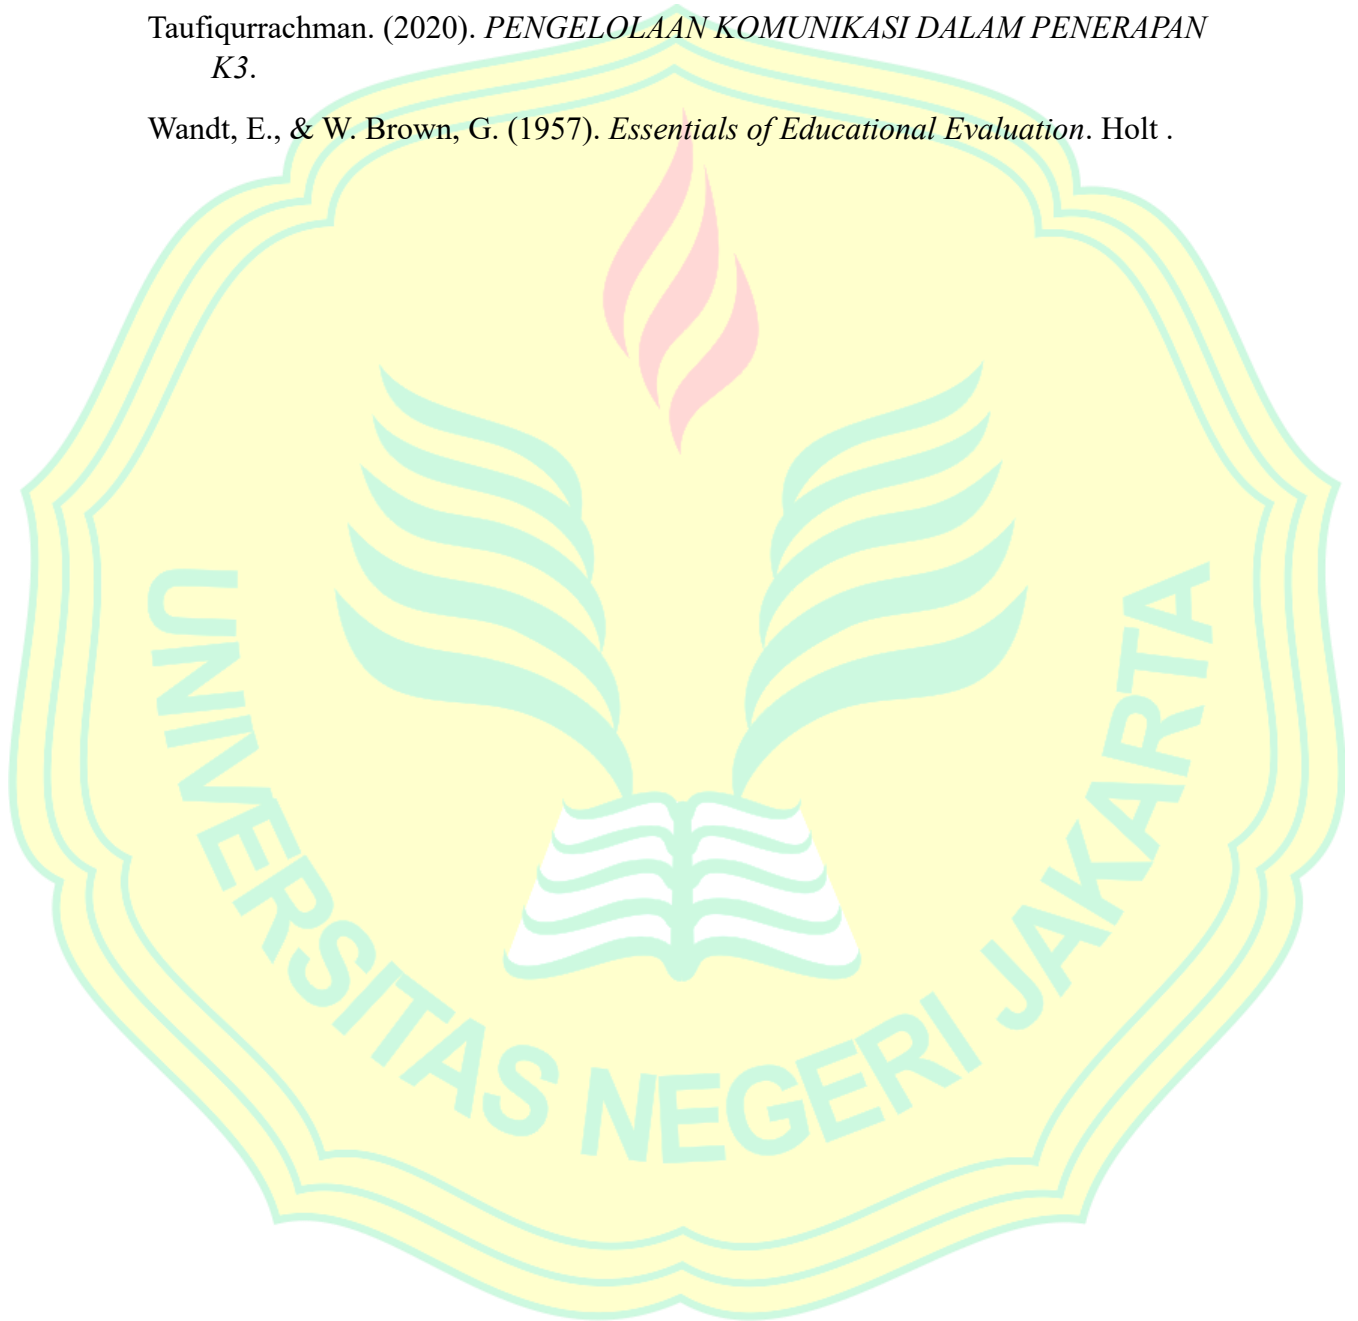 Taufiqurrachman. (2020). PENGELOLAAN KOMUNIKASI DALAM PENERAPAN
K3.
Wandt, E., & W. Brown, G. (1957). Essentials of Educational Evaluation. Holt .
UNIVERSITAS NEGERI JAKARTA